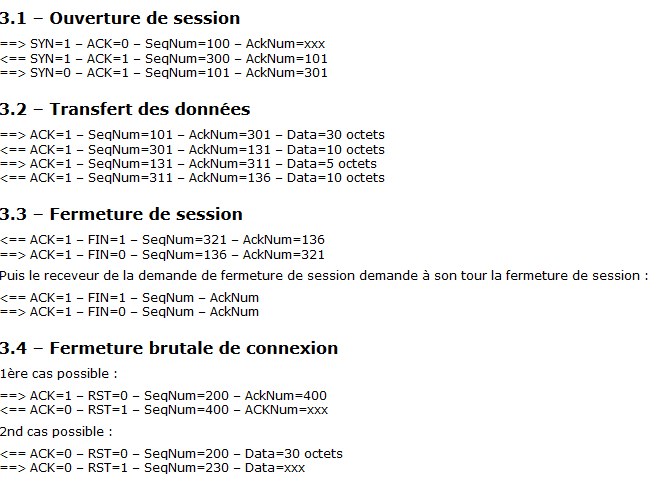 3.1 – Ouverture de session
==> SYN=1 – ACK=0 – SeqNum=100 – AckNum=xxx
<== SYN=1 – ACK=1 – SeqNum=300 – AckNum=101
==> SYN=0 – ACK=1 – SeqNum=101 – AckNum=301
3.2 – Transfert des données
==> ACK=1 – SeqNum=101 – AckNum=301 – Data=30 octets
<== ACK=1 – SeqNum=301 – AckNum=131 – Data=10 octets
==> ACK=1 – SeqNum=131 – AckNum=311 – Data=5 octets
<== ACK=1 – SeqNum=311 – AckNum=136 – Data=10 octets
3.3 – Fermeture de session
<== ACK=1 – FIN=1 – SeqNum=321 – AckNum=136
==> ACK=1 – FIN=0 – SeqNum=136 – AckNum=321
Puis le receveur de la demande de fermeture de session demande à son tour la fermeture de session :
<== ACK=1 – FIN=1 – SeqNum – AckNum
==> ACK=1 – FIN=0 – SeqNum – AckNum
3.4 – Fermeture brutale de connexion
1ère cas possible :
==> ACK=1 – RST=0 – SeqNum=200 – AckNum=400
<== ACK=0 – RST=1 – SeqNum=400 – ACKNum=xxx
2nd cas possible :
<== ACK=0 – RST=0 – SeqNum=200 – Data=30 octets
==> ACK=0 – RST=1 – SeqNum=230 – Data=xxx